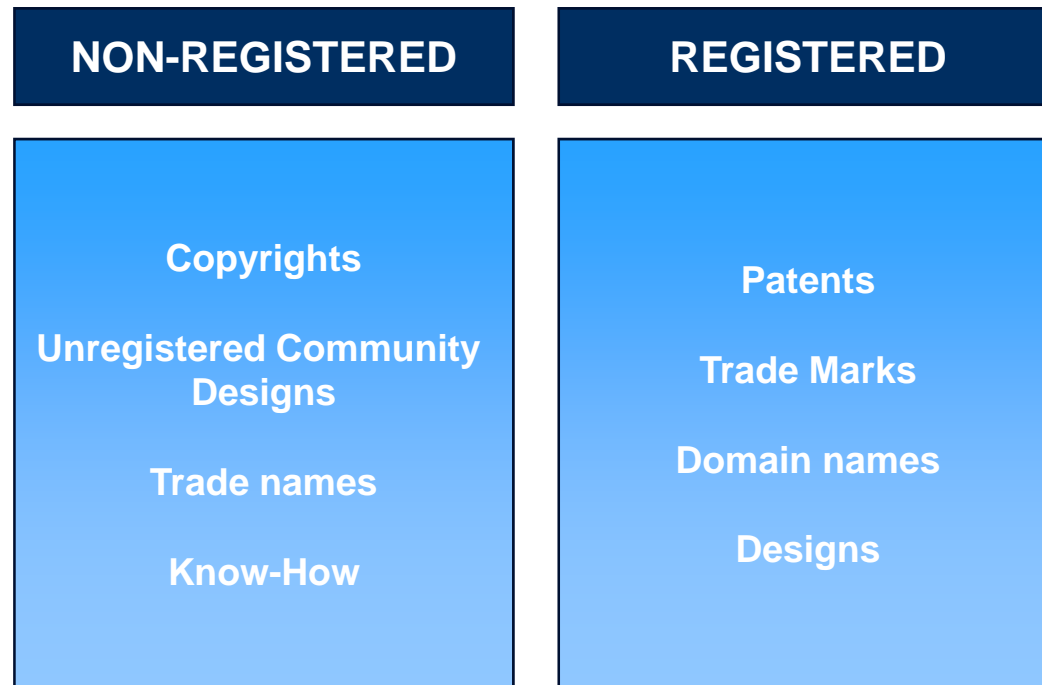 NON-REGISTERED
Copyrights
Unregistered Community
Designs
Trade names
Know-How
REGISTERED
Patents
Trade Marks
Domain names
Designs